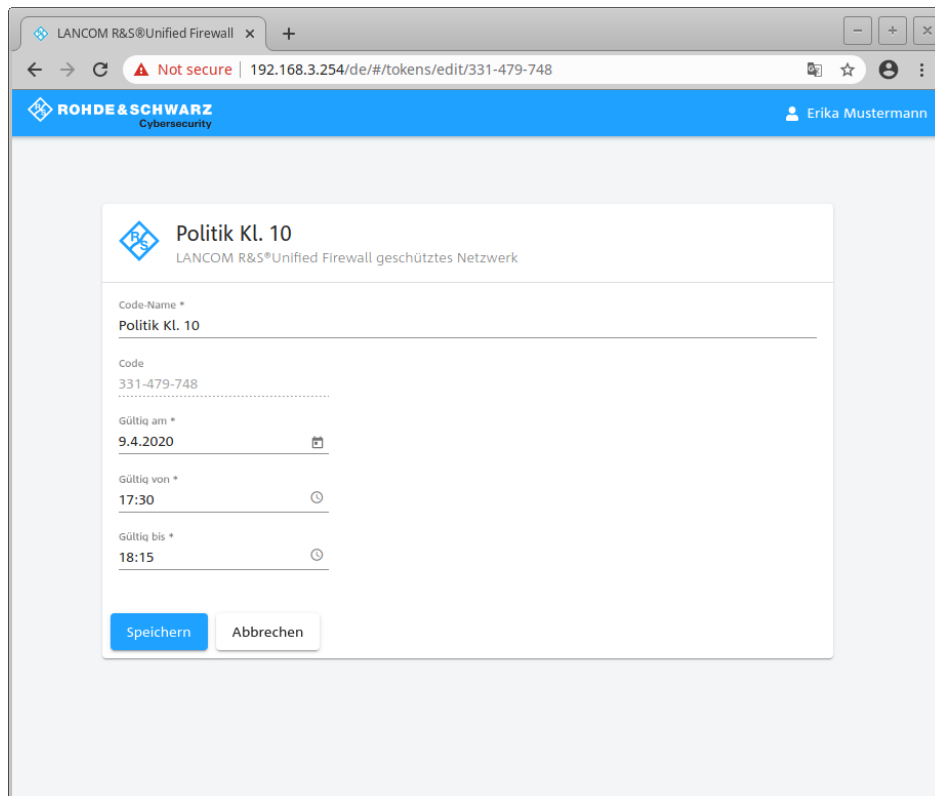 LANCOM R&S®Unified Firewall
Not secure | 192.168.3.254/de/#/tokens/edit/331-479-748
R&S ROHDE&SCHWARZ
Cybersecurity
Erika Mustermann
R&S
Politik Kl. 10
LANCOM R&S®Unified Firewall geschütztes Netzwerk
Code-Name *
Politik Kl. 10
Code
331-479-748
Gültig am *
9.4.2020
Gültig von *
17:30
Gültig bis *
18:15
Speichern Abbrechen